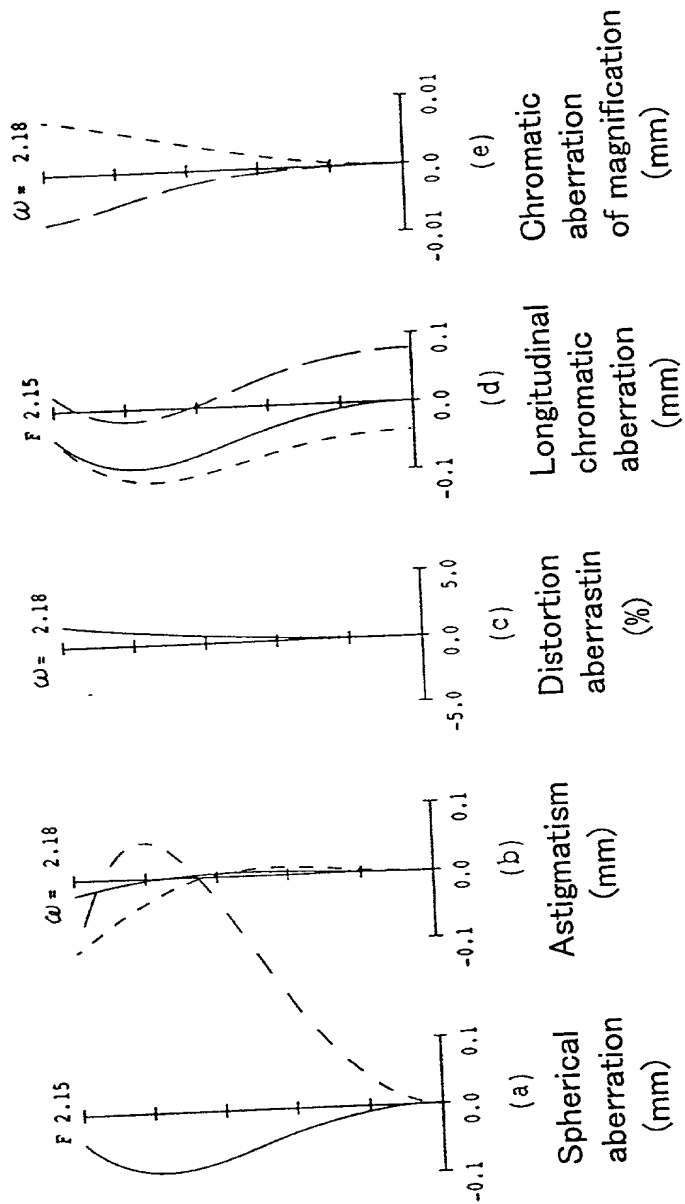 F 2.15
-0.1 0.0 0.1
(a)
Spherical
aberration
(mm)
ω = 2.18
-0.1 0.0 0.1
(b)
Astigmatism
(mm)
ω = 2.18
-5.0 0.0 5.0
(c)
Distortion
aberrastin
(%)
F 2.15
-0.1 0.0 0.1
(d)
Longitudinal
chromatic
aberration
(mm)
ω = 2.18
-0.01 0.0 0.01
(e)
Chromatic
aberration
of magnification
(mm)